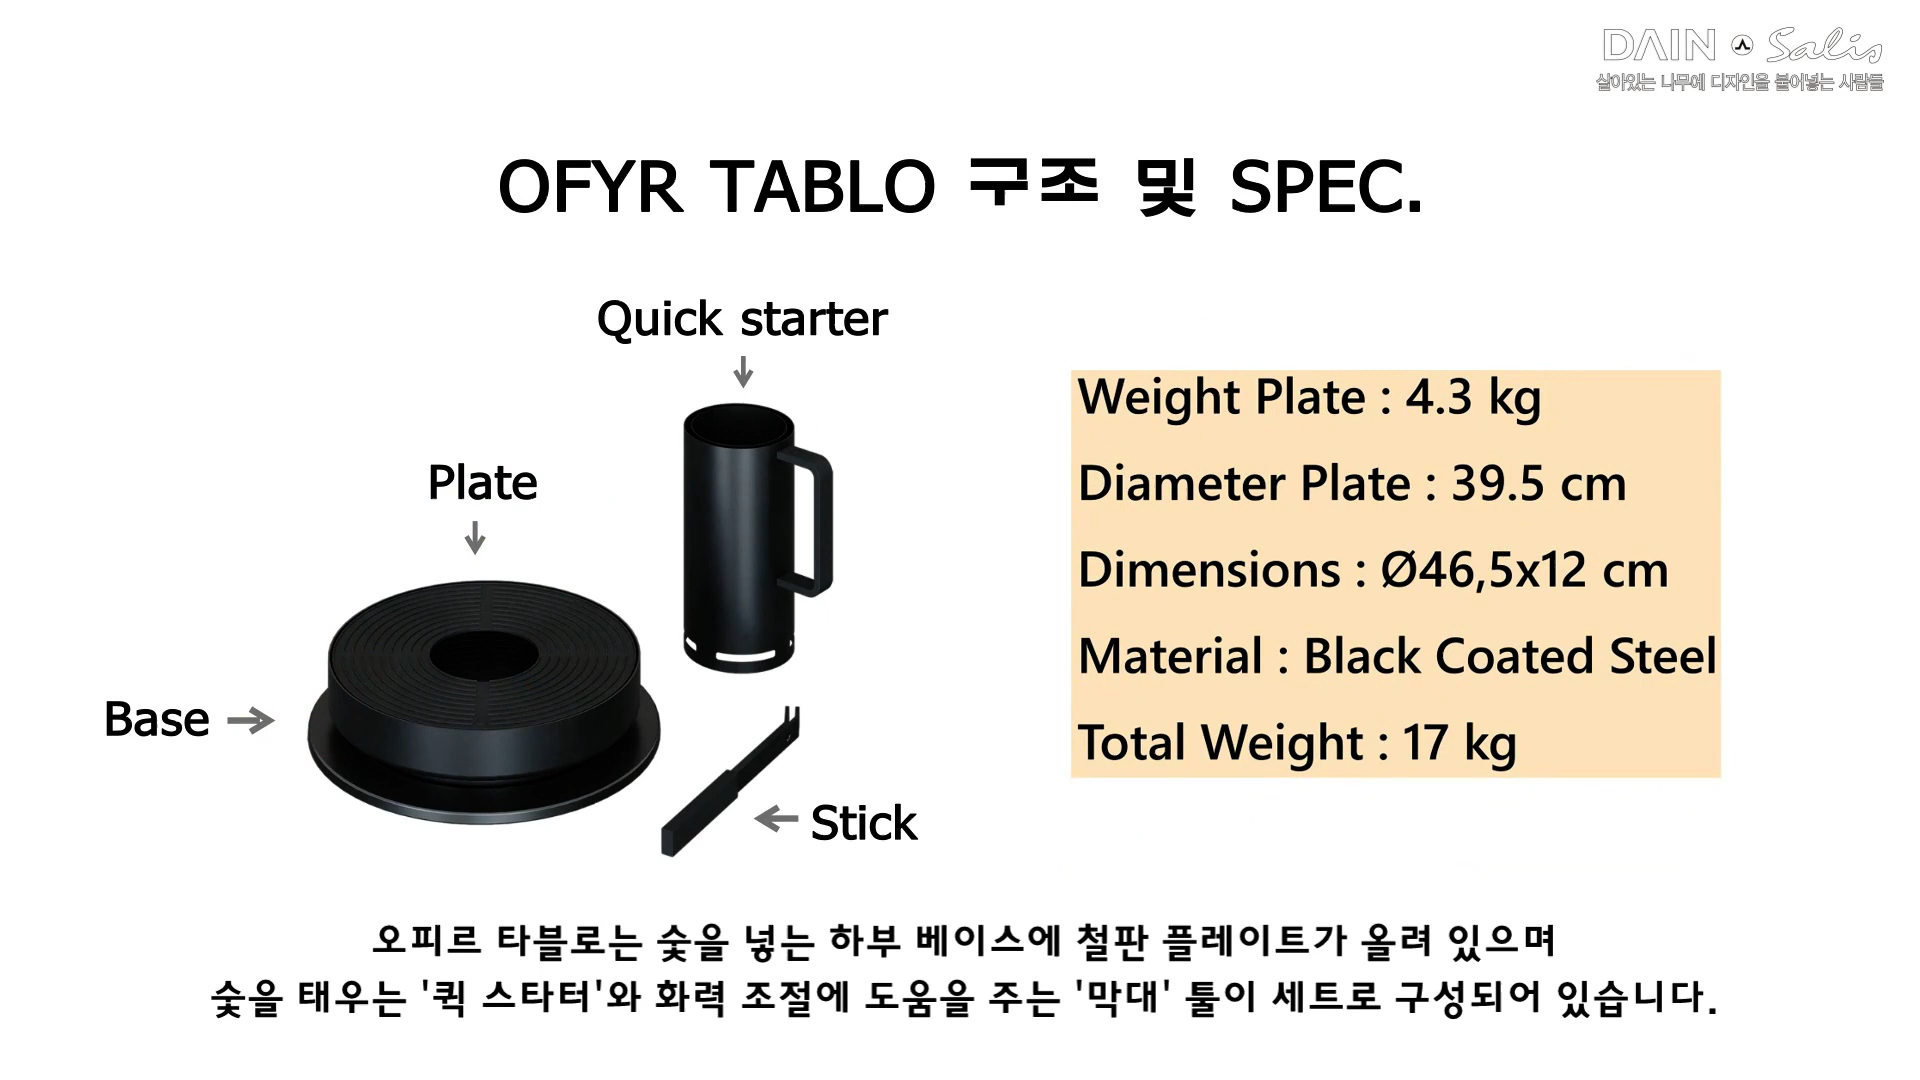 DAIN Salis
살아있는 나무에 디자인을 불어넣는 사람들
OFYR TABLO 구조 및 SPEC.
Quick starter
Plate
Base
Stick
Weight Plate : 4.3 kg
Diameter Plate : 39.5 cm
Dimensions : Ø46,5x12 cm
Material : Black Coated Steel
Total Weight : 17 kg
오피르 타블로는 숯을 넣는 하부 베이스에 철판 플레이트가 올려 있으며
숯을 태우는 '퀵 스타터'와 화력 조절에 도움을 주는 '막대' 툴이 세트로 구성되어 있습니다.